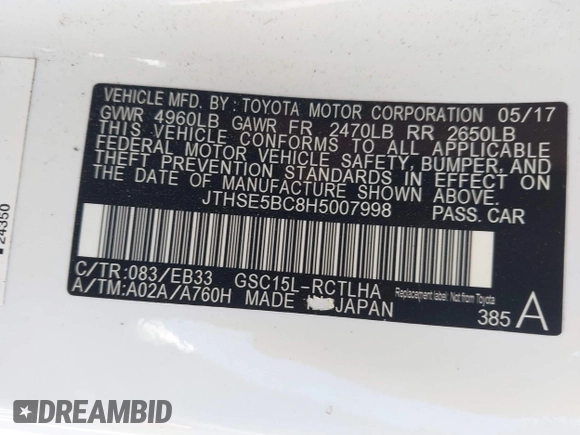 VEHICLE MFD. BY: TOYOTA MOTOR CORPORATION 05/17
GVWR 4960LB GAWR FR 2470LB RR 2650LB
THIS VEHICLE CONFORMS TO ALL APPLICABLE
FEDERAL MOTOR VEHICLE SAFETY, BUMPER, AND
THEFT PREVENTION STANDARDS IN EFFECT ON
THE DATE OF MANUFACTURE SHOWN ABOVE.
JTHSE5BC8H5007998 PASS. CAR
C/TR:083/EB33 GSC15L-RCTLHA
A/TM:A02A/A760H MADE JAPAN
Replacement label: Not from Toyota
385 A
24350
DREAMBID